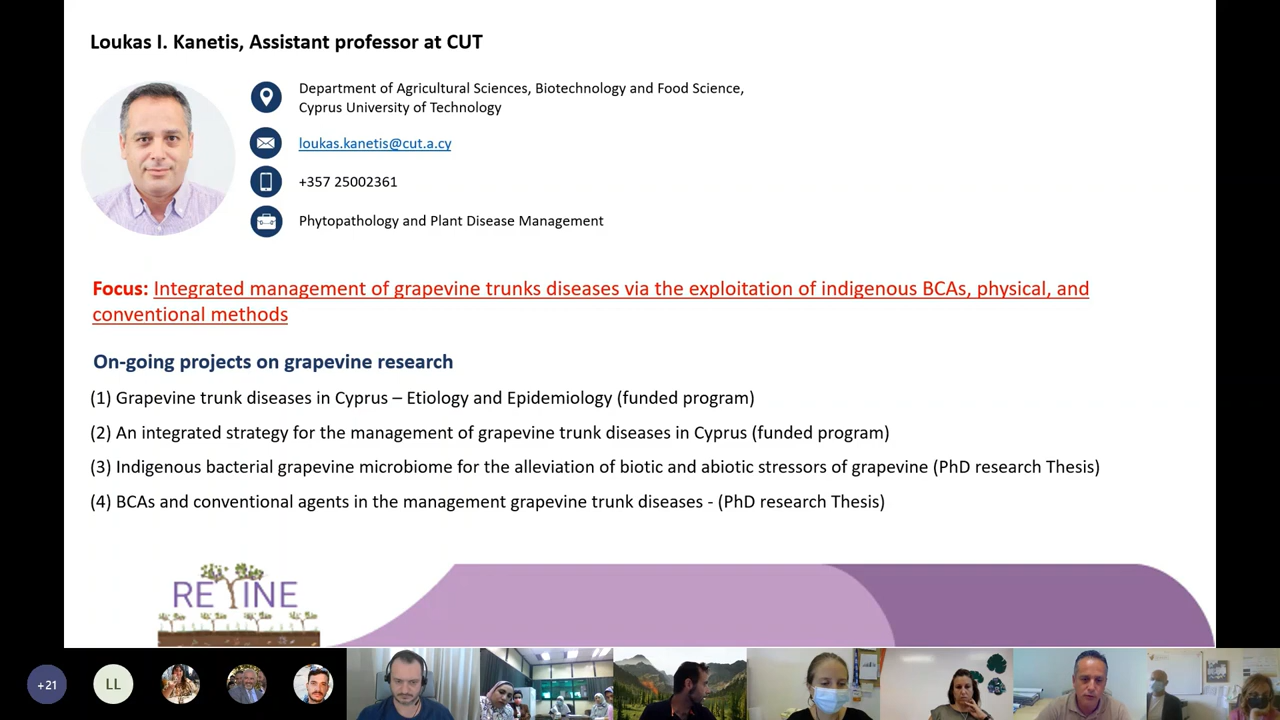 Loukas I. Kanetis, Assistant professor at CUT
Department of Agricultural Sciences, Biotechnology and Food Science,
Cyprus University of Technology
loukas.kanetis@cut.a.cy
+357 25002361
Phytopathology and Plant Disease Management
Focus: Integrated management of grapevine trunks diseases via the exploitation of indigenous BCAs, physical, and
conventional methods
On-going projects on grapevine research
(1) Grapevine trunk diseases in Cyprus – Etiology and Epidemiology (funded program)
(2) An integrated strategy for the management of grapevine trunk diseases in Cyprus (funded program)
(3) Indigenous bacterial grapevine microbiome for the alleviation of biotic and abiotic stressors of grapevine (PhD research Thesis)
(4) BCAs and conventional agents in the management grapevine trunk diseases - (PhD research Thesis)
REVINE
+21
LL